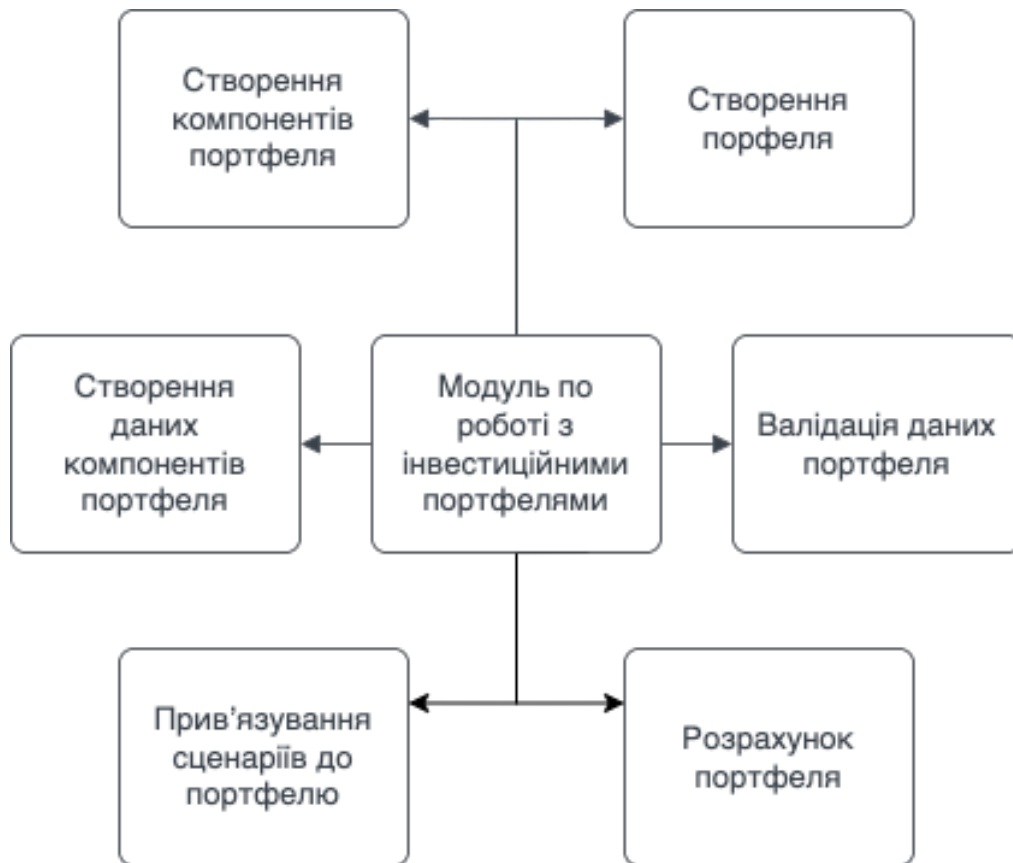 Створення
компонентів
портфеля
Створення
порфеля
Створення
даних
компонентів
портфеля
Модуль по
роботі з
інвестиційними
портфелями
Валідація даних
портфеля
Прив’язування
сценаріїв до
портфелю
Розрахунок
портфеля